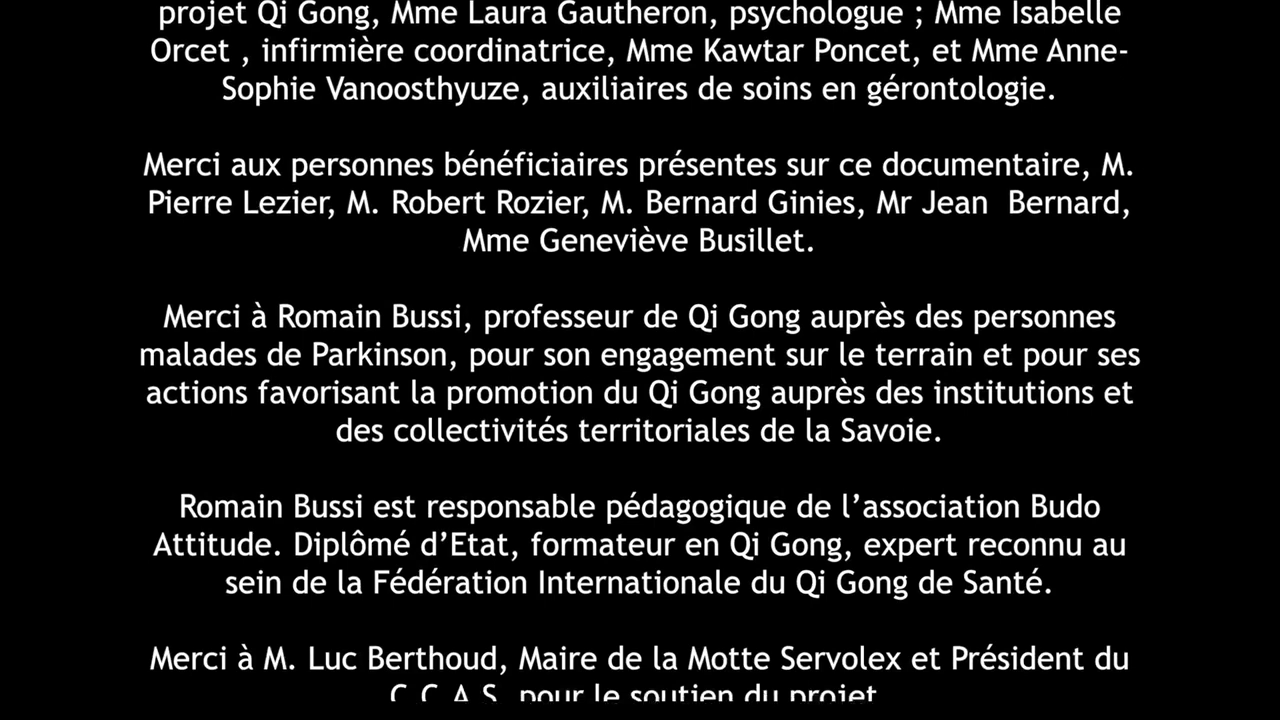 projet Qi Gong, Mme Laura Gautheron, psychologue ; Mme Isabelle
Orcet , infirmière coordinatrice, Mme Kawtar Poncet, et Mme Anne-
Sophie Vanoosthyuze, auxiliaires de soins en gérontologie.
Merci aux personnes bénéficiaires présentes sur ce documentaire, M.
Pierre Lezier, M. Robert Rozier, M. Bernard Ginies, Mr Jean  Bernard,
Mme Geneviève Busillet.
Merci à Romain Bussi, professeur de Qi Gong auprès des personnes
malades de Parkinson, pour son engagement sur le terrain et pour ses
actions favorisant la promotion du Qi Gong auprès des institutions et
des collectivités territoriales de la Savoie.
Romain Bussi est responsable pédagogique de l’association Budo
Attitude. Diplômé d’Etat, formateur en Qi Gong, expert reconnu au
sein de la Fédération Internationale du Qi Gong de Santé.
Merci à M. Luc Berthoud, Maire de la Motte Servolex et Président du
C.C.A.S. pour le soutien du projet